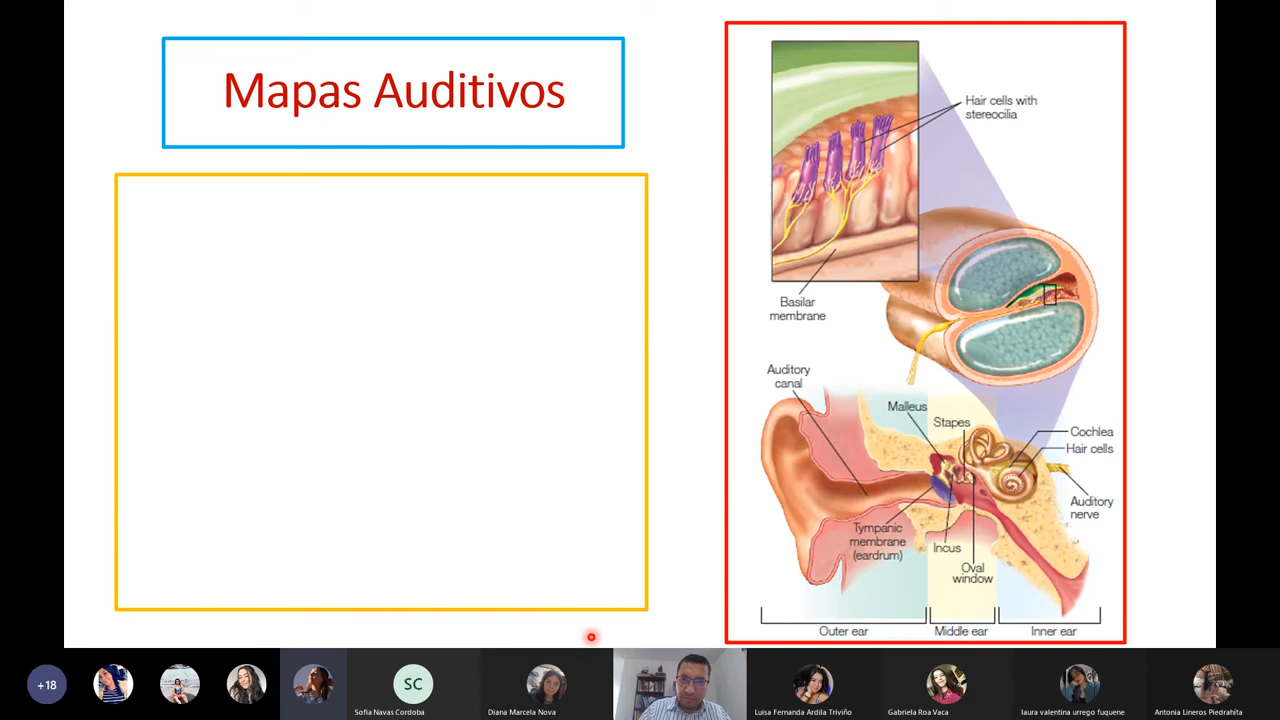 Mapas Auditivos
Hair cells with
stereocilia
Basilar
membrane
Auditory
canal
Malleus
Stapes
Cochlea
Hair cells
Auditory
nerve
Tympanic
membrane
(eardrum)
Incus
Oval
window
Outer ear
Middle ear
Inner ear
+18
SC
Sofia Navas Cordoba
Diana Marcela Nova
Luisa Fernanda Ardila Triviño
Gabriela Roa Vaca
laura valentina urrego fuquene
Antonia Lineros Piedrahíta